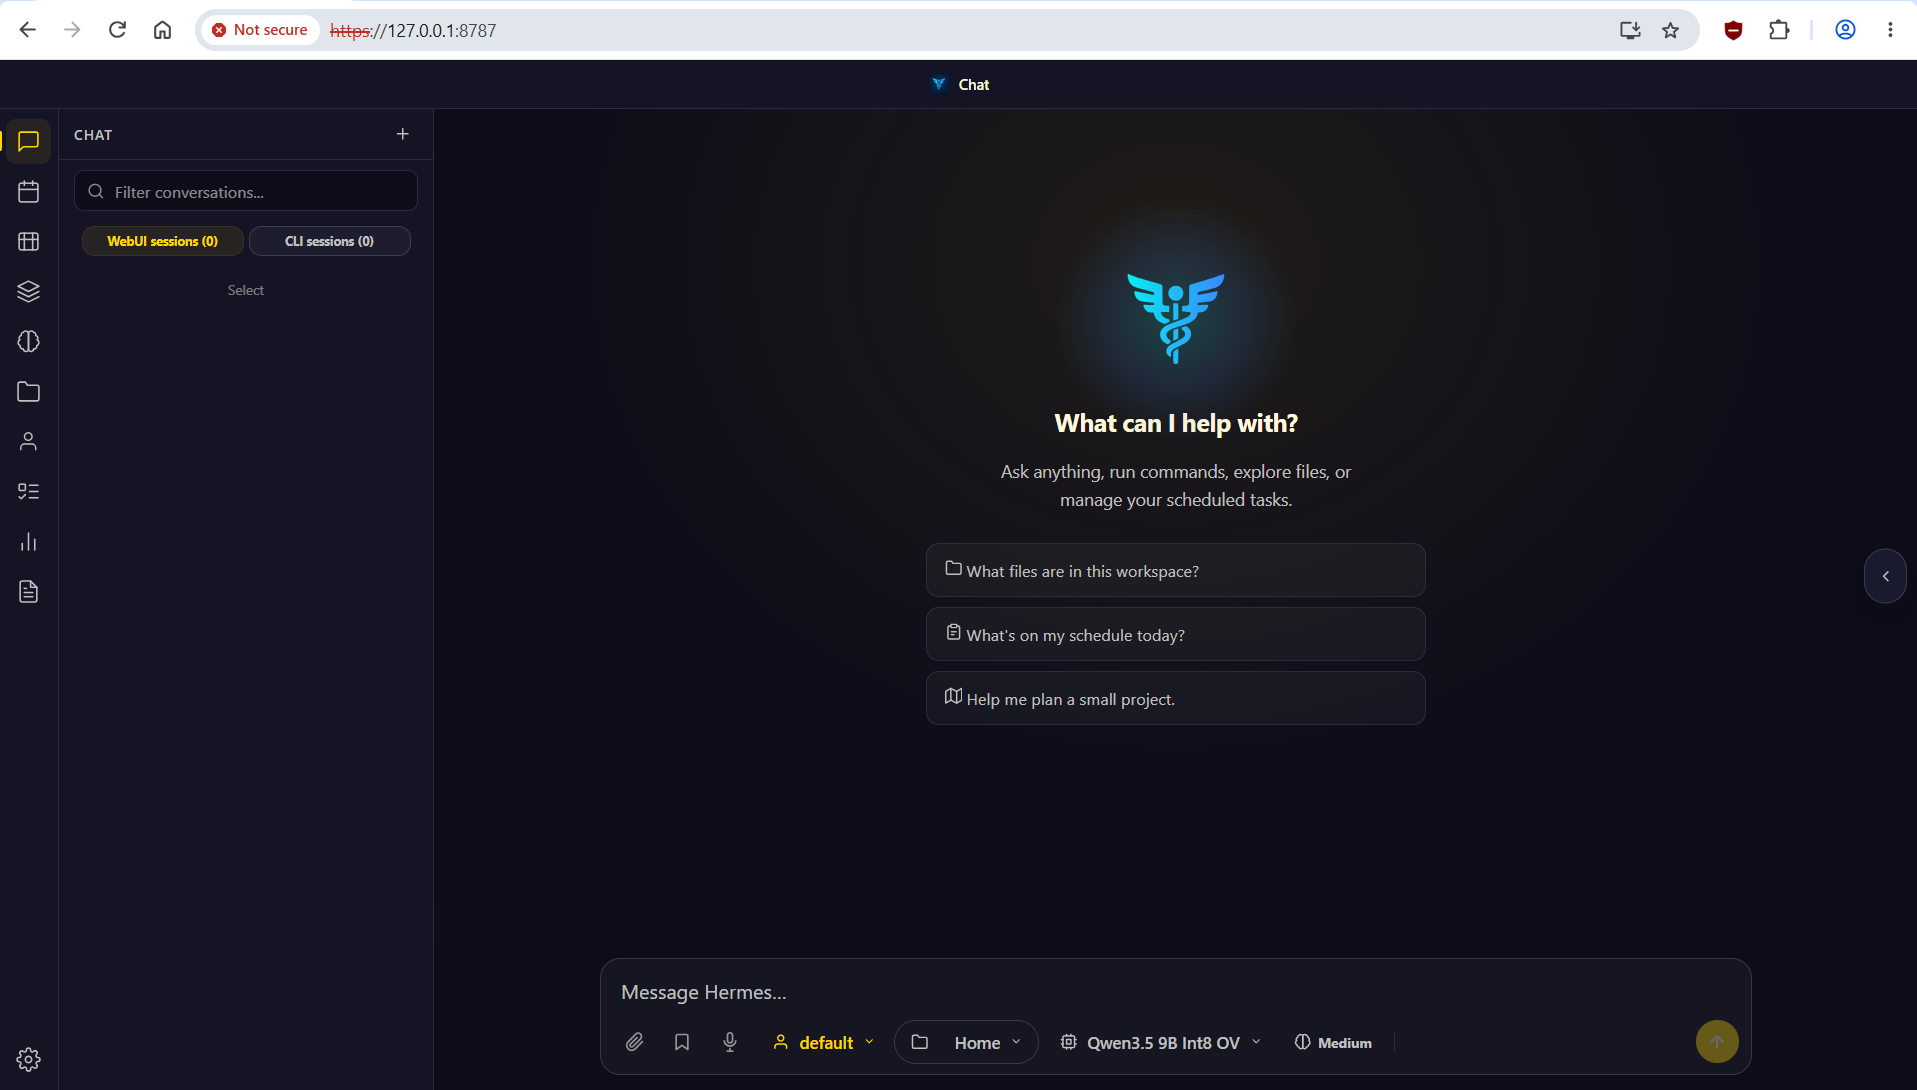 Not secure
https://127.0.0.1:8787
Chat
CHAT
Filter conversations...
WebUI sessions (0)
CLI sessions (0)
Select
What can I help with?
Ask anything, run commands, explore files, or
manage your scheduled tasks.
What files are in this workspace?
What's on my schedule today?
Help me plan a small project.
Message Hermes...
default
Home
Qwen3.5 9B Int8 OV
Medium